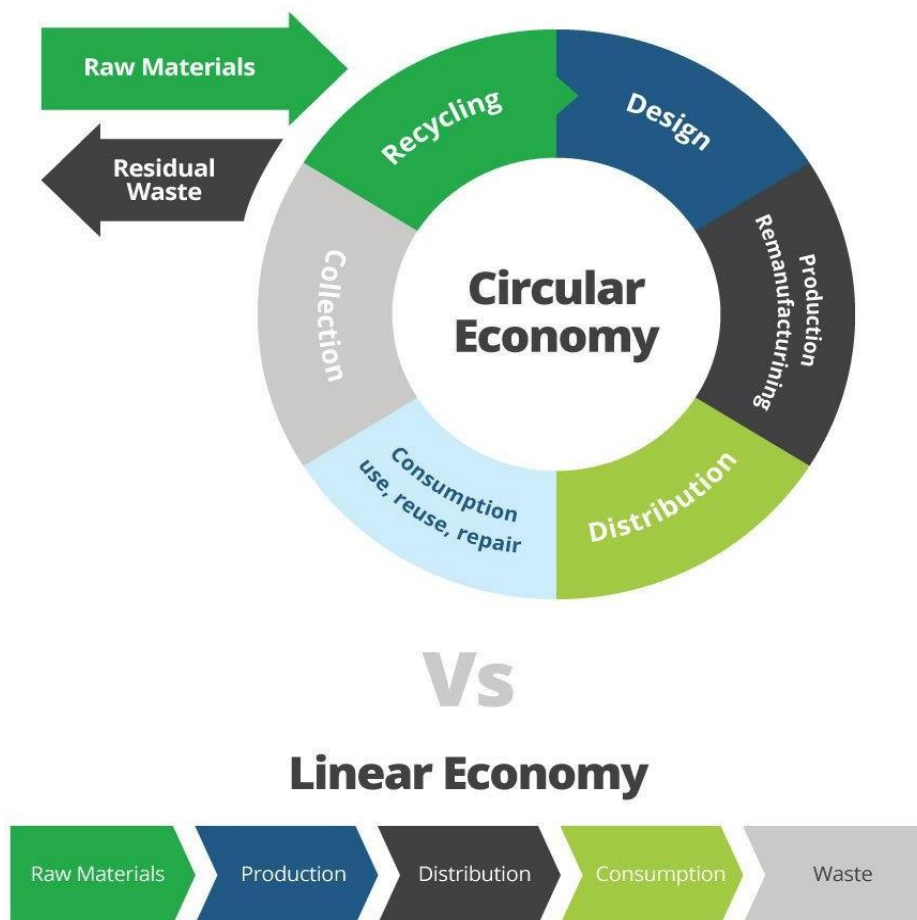 Raw Materials
Residual
Waste
Recycling
Design
Production
Remanufacturining
Distribution
Consumption
use, reuse, repair
Collection
Circular
Economy
Vs
Linear Economy
Raw Materials
Production
Distribution
Consumption
Waste